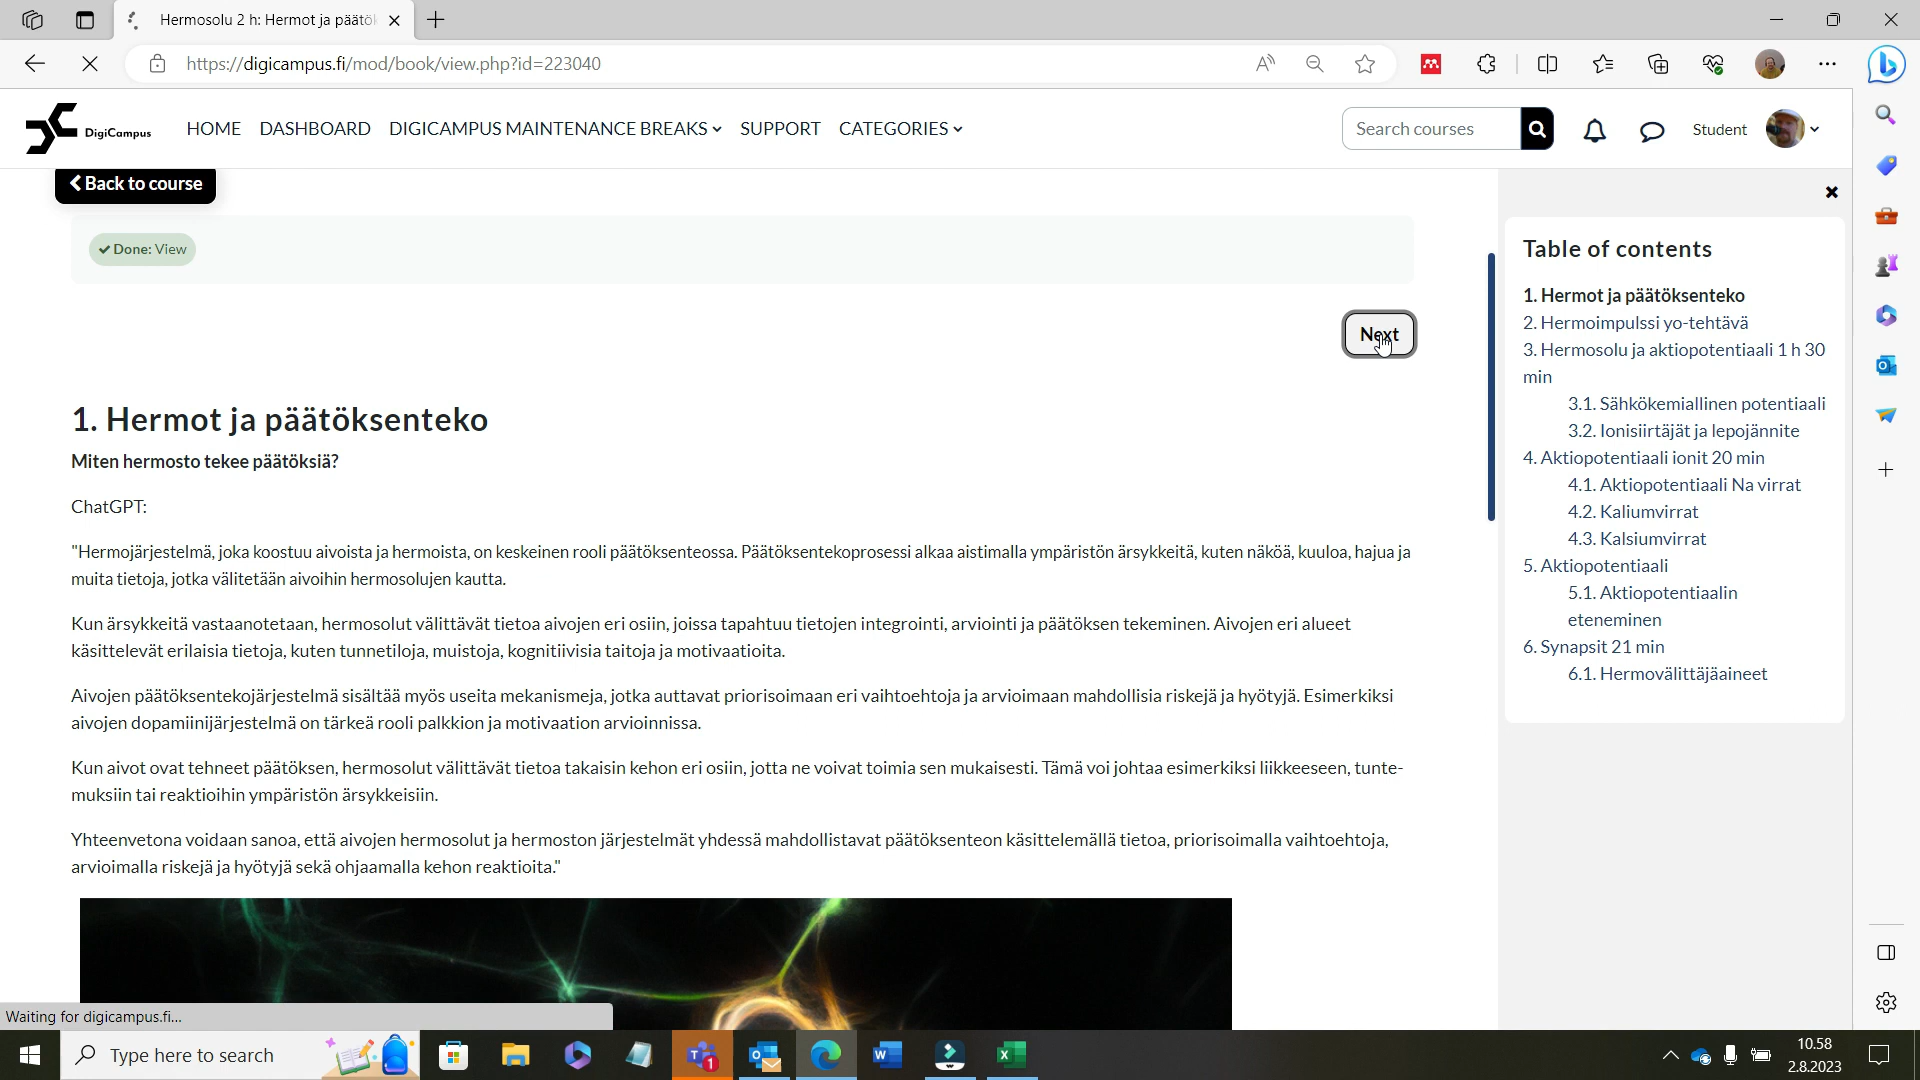 Hermosolu 2 h: Hermot ja päätök
https://digicampus.fi/mod/book/view.php?id=223040
DigiCampus
HOME
DASHBOARD
DIGICAMPUS MAINTENANCE BREAKS
SUPPORT
CATEGORIES
Search courses
Student
Back to course
Done: View
Next
1. Hermot ja päätöksenteko
Miten hermosto tekee päätöksiä?
ChatGPT:
"Hermojärjestelmä, joka koostuu aivoista ja hermoista, on keskeinen rooli päätöksenteossa. Päätöksentekoprosessi alkaa aistimalla ympäristön ärsykkeitä, kuten näköä, kuuloa, hajua ja
muita tietoja, jotka välitetään aivoihin hermosolujen kautta.
Kun ärsykkeitä vastaanotetaan, hermosolut välittävät tietoa aivojen eri osiin, joissa tapahtuu tietojen integrointi, arviointi ja päätöksen tekeminen. Aivojen eri alueet
käsittelevät erilaisia tietoja, kuten tunnetiloja, muistoja, kognitiivisia taitoja ja motivaatioita.
Aivojen päätöksentekojärjestelmä sisältää myös useita mekanismeja, jotka auttavat priorisoimaan eri vaihtoehtoja ja arvioimaan mahdollisia riskejä ja hyötyjä. Esimerkiksi
aivojen dopamiinijärjestelmä on tärkeä rooli palkkion ja motivaation arvioinnissa.
Kun aivot ovat tehneet päätöksen, hermosolut välittävät tietoa takaisin kehon eri osiin, jotta ne voivat toimia sen mukaisesti. Tämä voi johtaa esimerkiksi liikkeeseen, tunte-
muksiin tai reaktioihin ympäristön ärsykkeisiin.
Yhteenvetona voidaan sanoa, että aivojen hermosolut ja hermoston järjestelmät yhdessä mahdollistavat päätöksenteon käsittelemällä tietoa, priorisoimalla vaihtoehtoja,
arvioimalla riskejä ja hyötyjä sekä ohjaamalla kehon reaktioita."
Table of contents
1. Hermot ja päätöksenteko
2. Hermoimpulssi yo-tehtävä
3. Hermosolu ja aktiopotentiaali 1 h 30
min
3.1. Sähkökemiallinen potentiaali
3.2. Ionisiirtäjät ja lepojännite
4. Aktiopotentiaali ionit 20 min
4.1. Aktiopotentiaali Na virrat
4.2. Kaliumvirrat
4.3. Kalsiumvirrat
5. Aktiopotentiaali
5.1. Aktiopotentiaalin
eteneminen
6. Synapsit 21 min
6.1. Hermovälittäjäaineet
Waiting for digicampus.fi...
Type here to search
1
10.58
2.8.2023